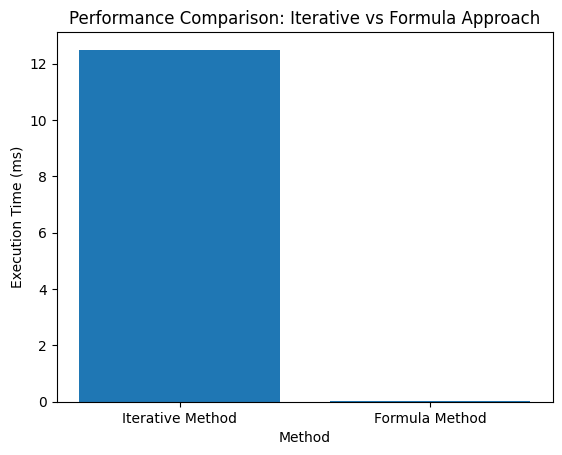 Performance Comparison: Iterative vs Formula Approach
Execution Time (ms)
12
10
8
6
4
2
0
Iterative Method
Formula Method
Method